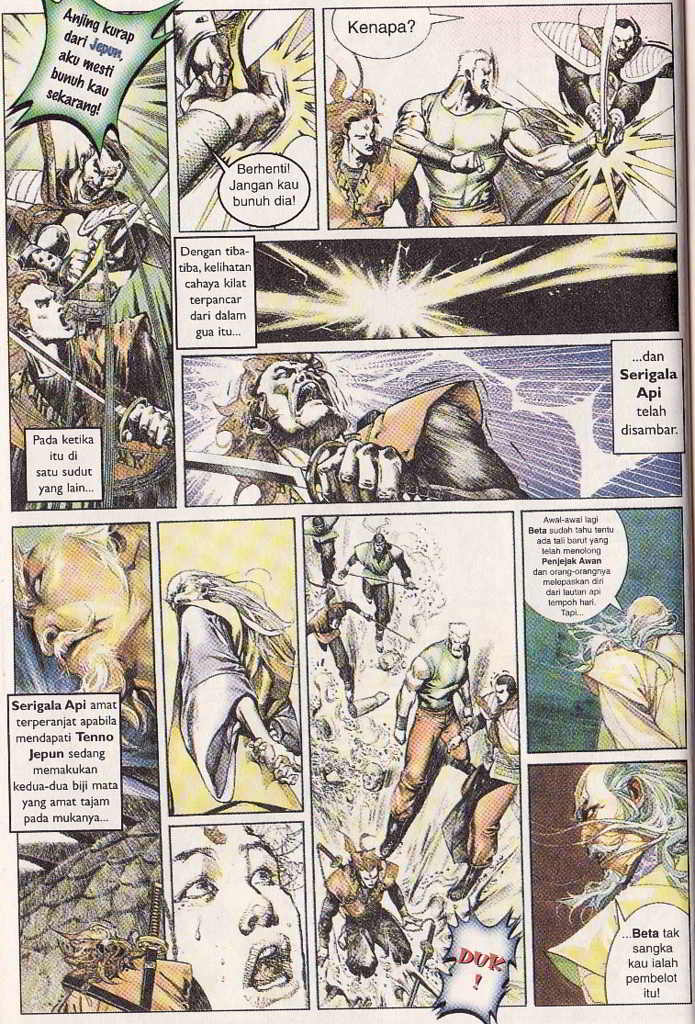 Anjing kurap
dari Jepun,
aku mesti
bunuh kau
sekarang!
Berhenti!
Jangan kau
bunuh dia!
Kenapa?
Pada ketika
itu di
satu sudut
yang lain...
Dengan tiba-
tiba, kelihatan
cahaya kilat
terpancar
dari dalam
gua itu...
...dan
Serigala
Api
telah
disambar.
Serigala Api amat
terperanjat apabila
mendapati Tenno
Jepun sedang
memakukan
kedua-dua biji mata
yang amat tajam
pada mukanya...
DUK
!
Awal-awal lagi
Beta sudah tahu tentu
ada tali barut yang
telah menolong
Penjejak Awan
dan orang-orangnya
melepaskan diri
dari lautan api
tempoh hari.
Tapi...
...Beta tak
sangka
kau ialah
pembelot
itu!